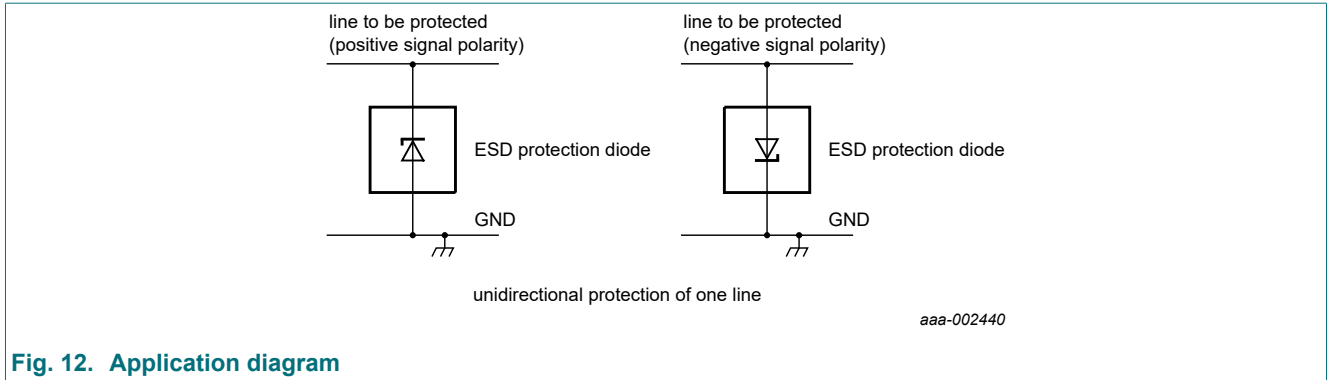 line to be protected
(positive signal polarity)
ESD protection diode
GND
line to be protected
(negative signal polarity)
ESD protection diode
GND
unidirectional protection of one line
aaa-002440
Fig. 12. Application diagram